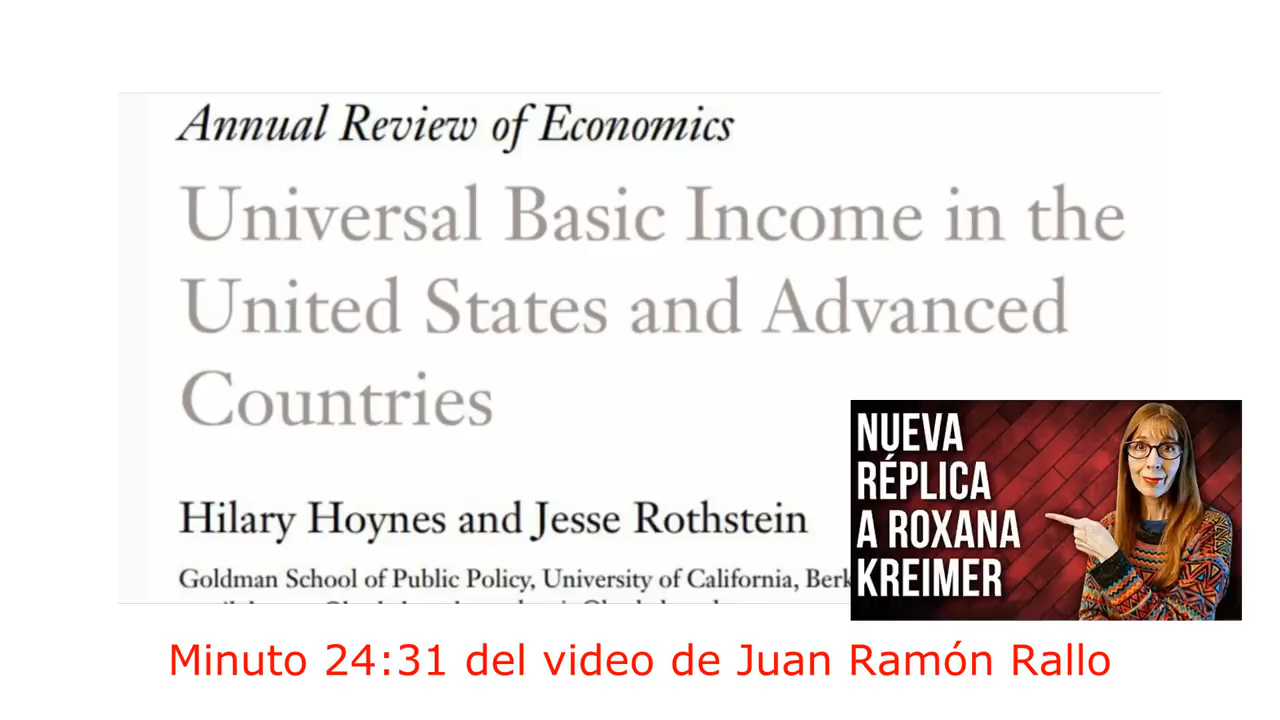 Annual Review of Economics
Universal Basic Income in the
United States and Advanced
Countries
Hilary Hoynes and Jesse Rothstein
Goldman School of Public Policy, University of California,
NUEVA
RÉPLICA
A ROXANA
KREIMER
Minuto 24:31 del video de Juan Ramón Rallo